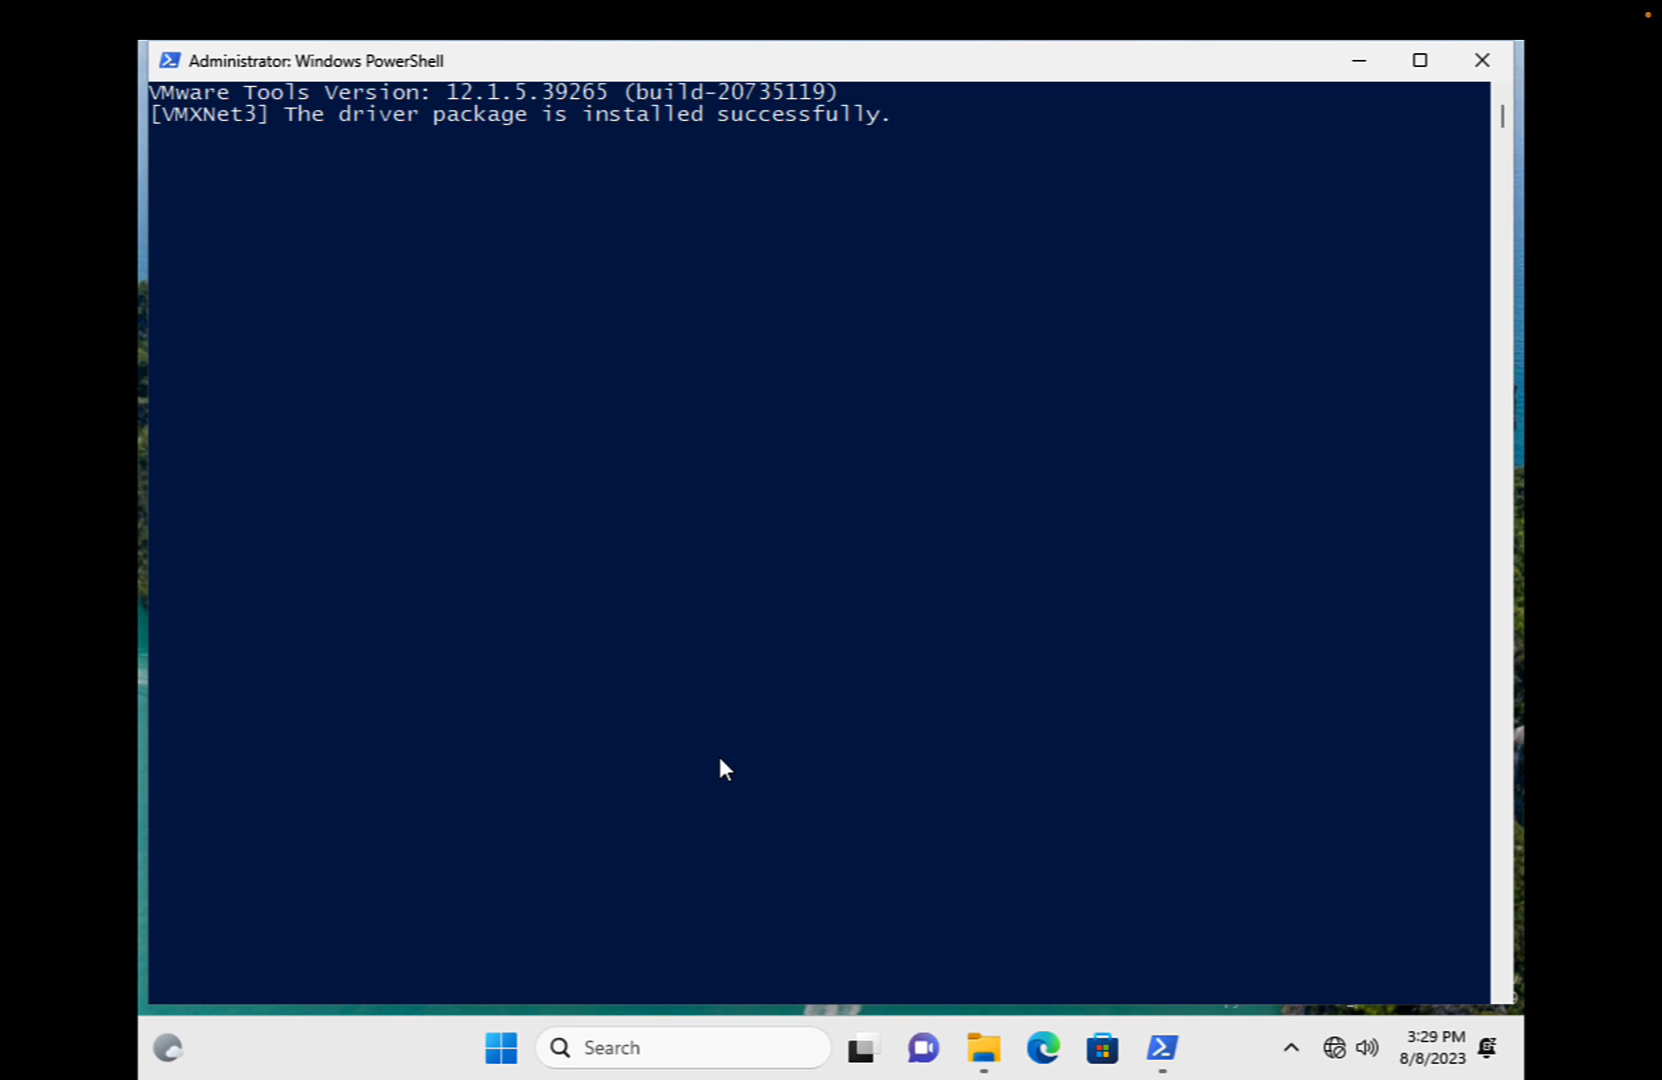 Administrator: Windows PowerShell
VMware Tools Version: 12.1.5.39265 (build-20735119)
[VMXNet3] The driver package is installed successfully.
Search
3:29 PM
8/8/2023